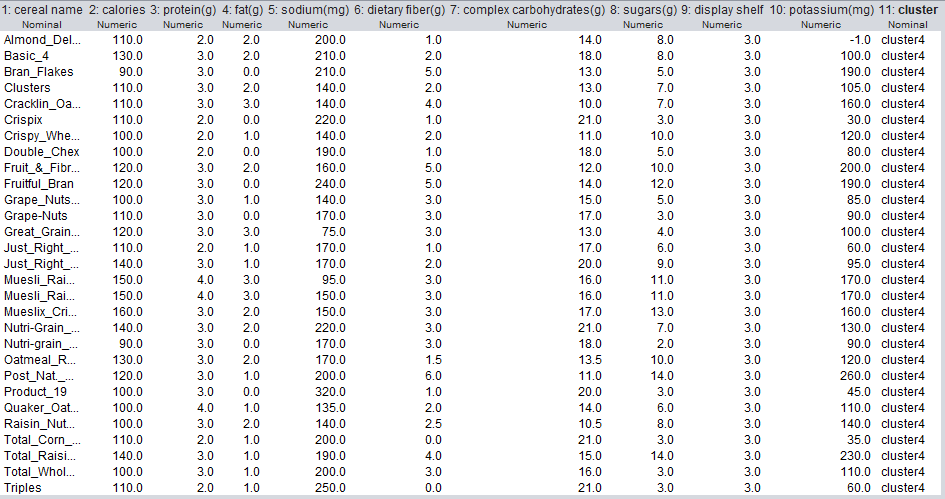 1: cereal name 2: calories 3: protein(g) 4: fat(g) 5: sodium(mg) 6: dietary fiber(g) 7: complex carbohydrates(g) 8: sugars(g) 9: display shelf 10: potassium(mg) 11: cluster
Nominal Numeric Numeric Numeric Numeric Numeric Numeric Numeric Numeric Numeric Nominal
Almond_Del... 110.0 2.0 2.0 200.0 1.0 14.0 8.0 3.0 -1.0 cluster4
Basic_4 130.0 3.0 2.0 210.0 2.0 18.0 8.0 3.0 100.0 cluster4
Bran_Flakes 90.0 3.0 0.0 210.0 5.0 13.0 5.0 3.0 190.0 cluster4
Clusters 110.0 3.0 2.0 140.0 2.0 13.0 7.0 3.0 105.0 cluster4
Cracklin_Oa... 110.0 3.0 3.0 140.0 4.0 10.0 7.0 3.0 160.0 cluster4
Crispix 110.0 2.0 0.0 220.0 1.0 21.0 3.0 3.0 30.0 cluster4
Crispy_Whe... 100.0 2.0 1.0 140.0 2.0 11.0 10.0 3.0 120.0 cluster4
Double_Chex 100.0 2.0 0.0 190.0 1.0 18.0 5.0 3.0 80.0 cluster4
Fruit_&_Fibr... 120.0 3.0 2.0 160.0 5.0 12.0 10.0 3.0 200.0 cluster4
Fruitful_Bran 120.0 3.0 0.0 240.0 5.0 14.0 12.0 3.0 190.0 cluster4
Grape_Nuts... 100.0 3.0 1.0 140.0 3.0 15.0 5.0 3.0 85.0 cluster4
Grape-Nuts 110.0 3.0 0.0 170.0 3.0 17.0 3.0 3.0 90.0 cluster4
Great_Grain... 120.0 3.0 3.0 75.0 3.0 13.0 4.0 3.0 100.0 cluster4
Just_Right_... 110.0 2.0 1.0 170.0 1.0 17.0 6.0 3.0 60.0 cluster4
Just_Right_... 140.0 3.0 1.0 170.0 2.0 20.0 9.0 3.0 95.0 cluster4
Muesli_Rai... 150.0 4.0 3.0 95.0 3.0 16.0 11.0 3.0 170.0 cluster4
Muesli_Rai... 150.0 4.0 3.0 150.0 3.0 16.0 11.0 3.0 170.0 cluster4
Mueslix_Cri... 160.0 3.0 2.0 150.0 3.0 17.0 13.0 3.0 160.0 cluster4
Nutri-Grain_... 140.0 3.0 2.0 220.0 3.0 21.0 7.0 3.0 130.0 cluster4
Nutri-grain_... 90.0 3.0 0.0 170.0 3.0 18.0 2.0 3.0 90.0 cluster4
Oatmeal_R... 130.0 3.0 2.0 170.0 1.5 13.5 10.0 3.0 120.0 cluster4
Post_Nat._... 120.0 3.0 1.0 200.0 6.0 11.0 14.0 3.0 260.0 cluster4
Product_19 100.0 3.0 0.0 320.0 1.0 20.0 3.0 3.0 45.0 cluster4
Quaker_Oat... 100.0 4.0 1.0 135.0 2.0 14.0 6.0 3.0 110.0 cluster4
Raisin_Nut... 100.0 3.0 2.0 140.0 2.5 10.5 8.0 3.0 140.0 cluster4
Total_Corn_... 110.0 2.0 1.0 200.0 0.0 21.0 3.0 3.0 35.0 cluster4
Total_Raisi... 140.0 3.0 1.0 190.0 4.0 15.0 14.0 3.0 230.0 cluster4
Total_Whol... 100.0 3.0 1.0 200.0 3.0 16.0 3.0 3.0 110.0 cluster4
Triples 110.0 2.0 1.0 250.0 0.0 21.0 3.0 3.0 60.0 cluster4